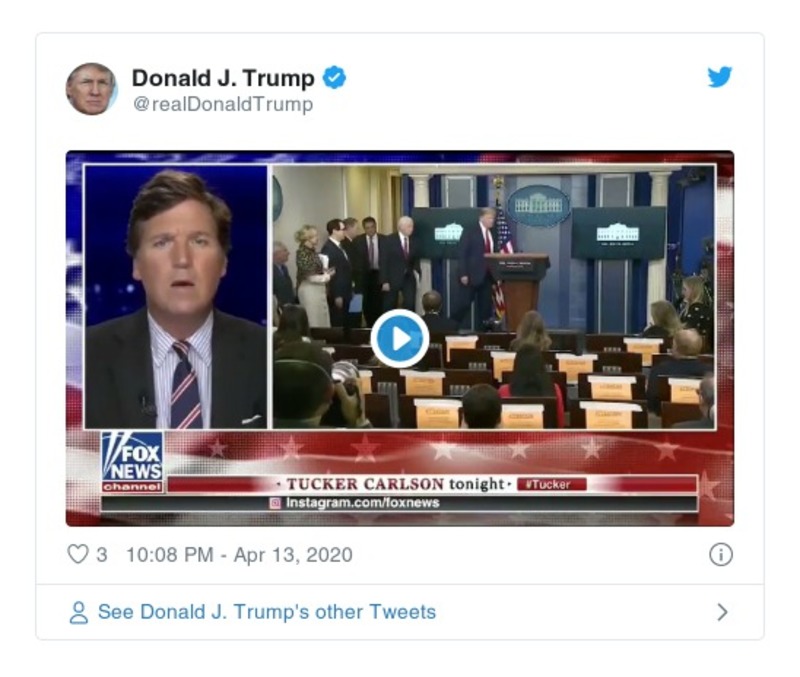 Donald J. Trump
@realDonaldTrump
FOX
NEWS
channel
· TUCKER CARLSON tonight · #Tucker
Instagram.com/foxnews
3 10:08 PM - Apr 13, 2020
See Donald J. Trump's other Tweets